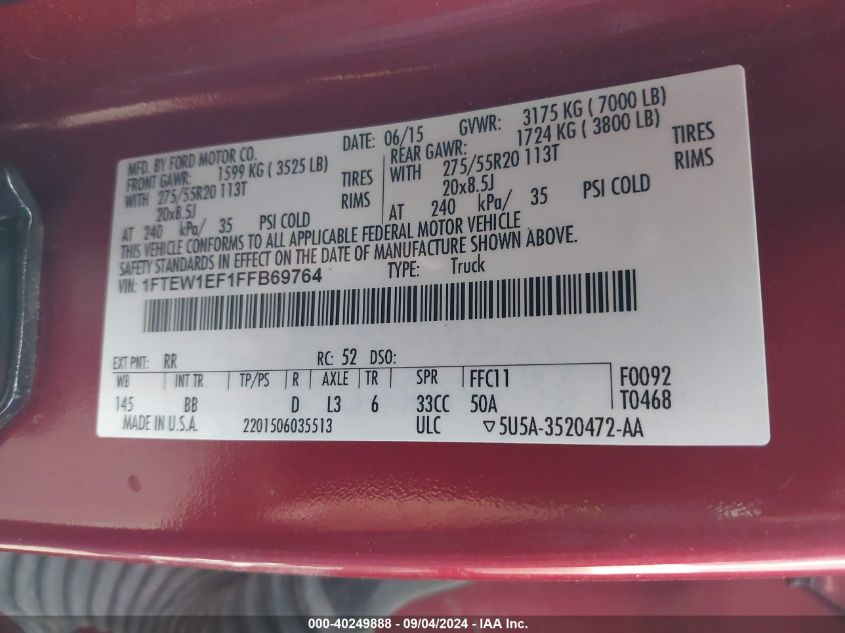 MFD. BY FORD MOTOR CO. DATE: 06/15 GVWR: 3175 KG ( 7000 LB)
FRONT GAWR: 1599 KG ( 3525 LB) REAR GAWR: 1724 KG ( 3800 LB)
WITH 275/55R20 113T TIRES WITH 275/55R20 113T TIRES
20x8.5J RIMS 20x8.5J RIMS
AT 240 kPa/ 35 PSI COLD AT 240 kPa/ 35 PSI COLD
THIS VEHICLE CONFORMS TO ALL APPLICABLE FEDERAL MOTOR VEHICLE
SAFETY STANDARDS IN EFFECT ON THE DATE OF MANUFACTURE SHOWN ABOVE.
VIN: 1FTEW1EF1FFB69764 TYPE: Truck
EXT PNT: RR RC: 52 DSO:
WB INT TR TP/PS R AXLE TR SPR FFC11 F0092
145 BB D L3 6 33CC 50A T0468
MADE IN U.S.A. 2201506035513 ULC ▽5U5A-3520472-AA
000-40249888 - 09/04/2024 - IAA Inc.